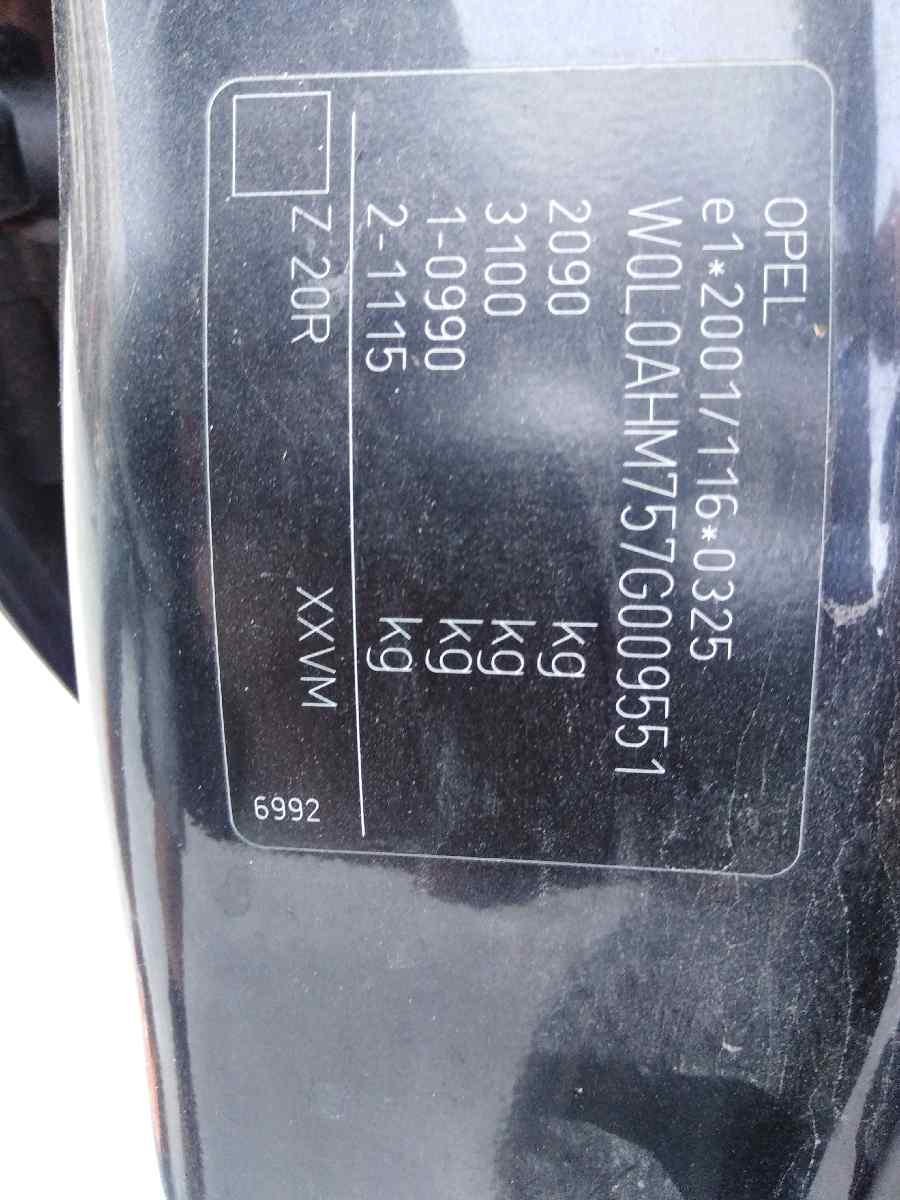 OPEL
e1*2001/116*0325
W0L0AHM757G009551
2090 kg
3100 kg
1-0990 kg
2-1115 kg
Z-20R XXVM
6992